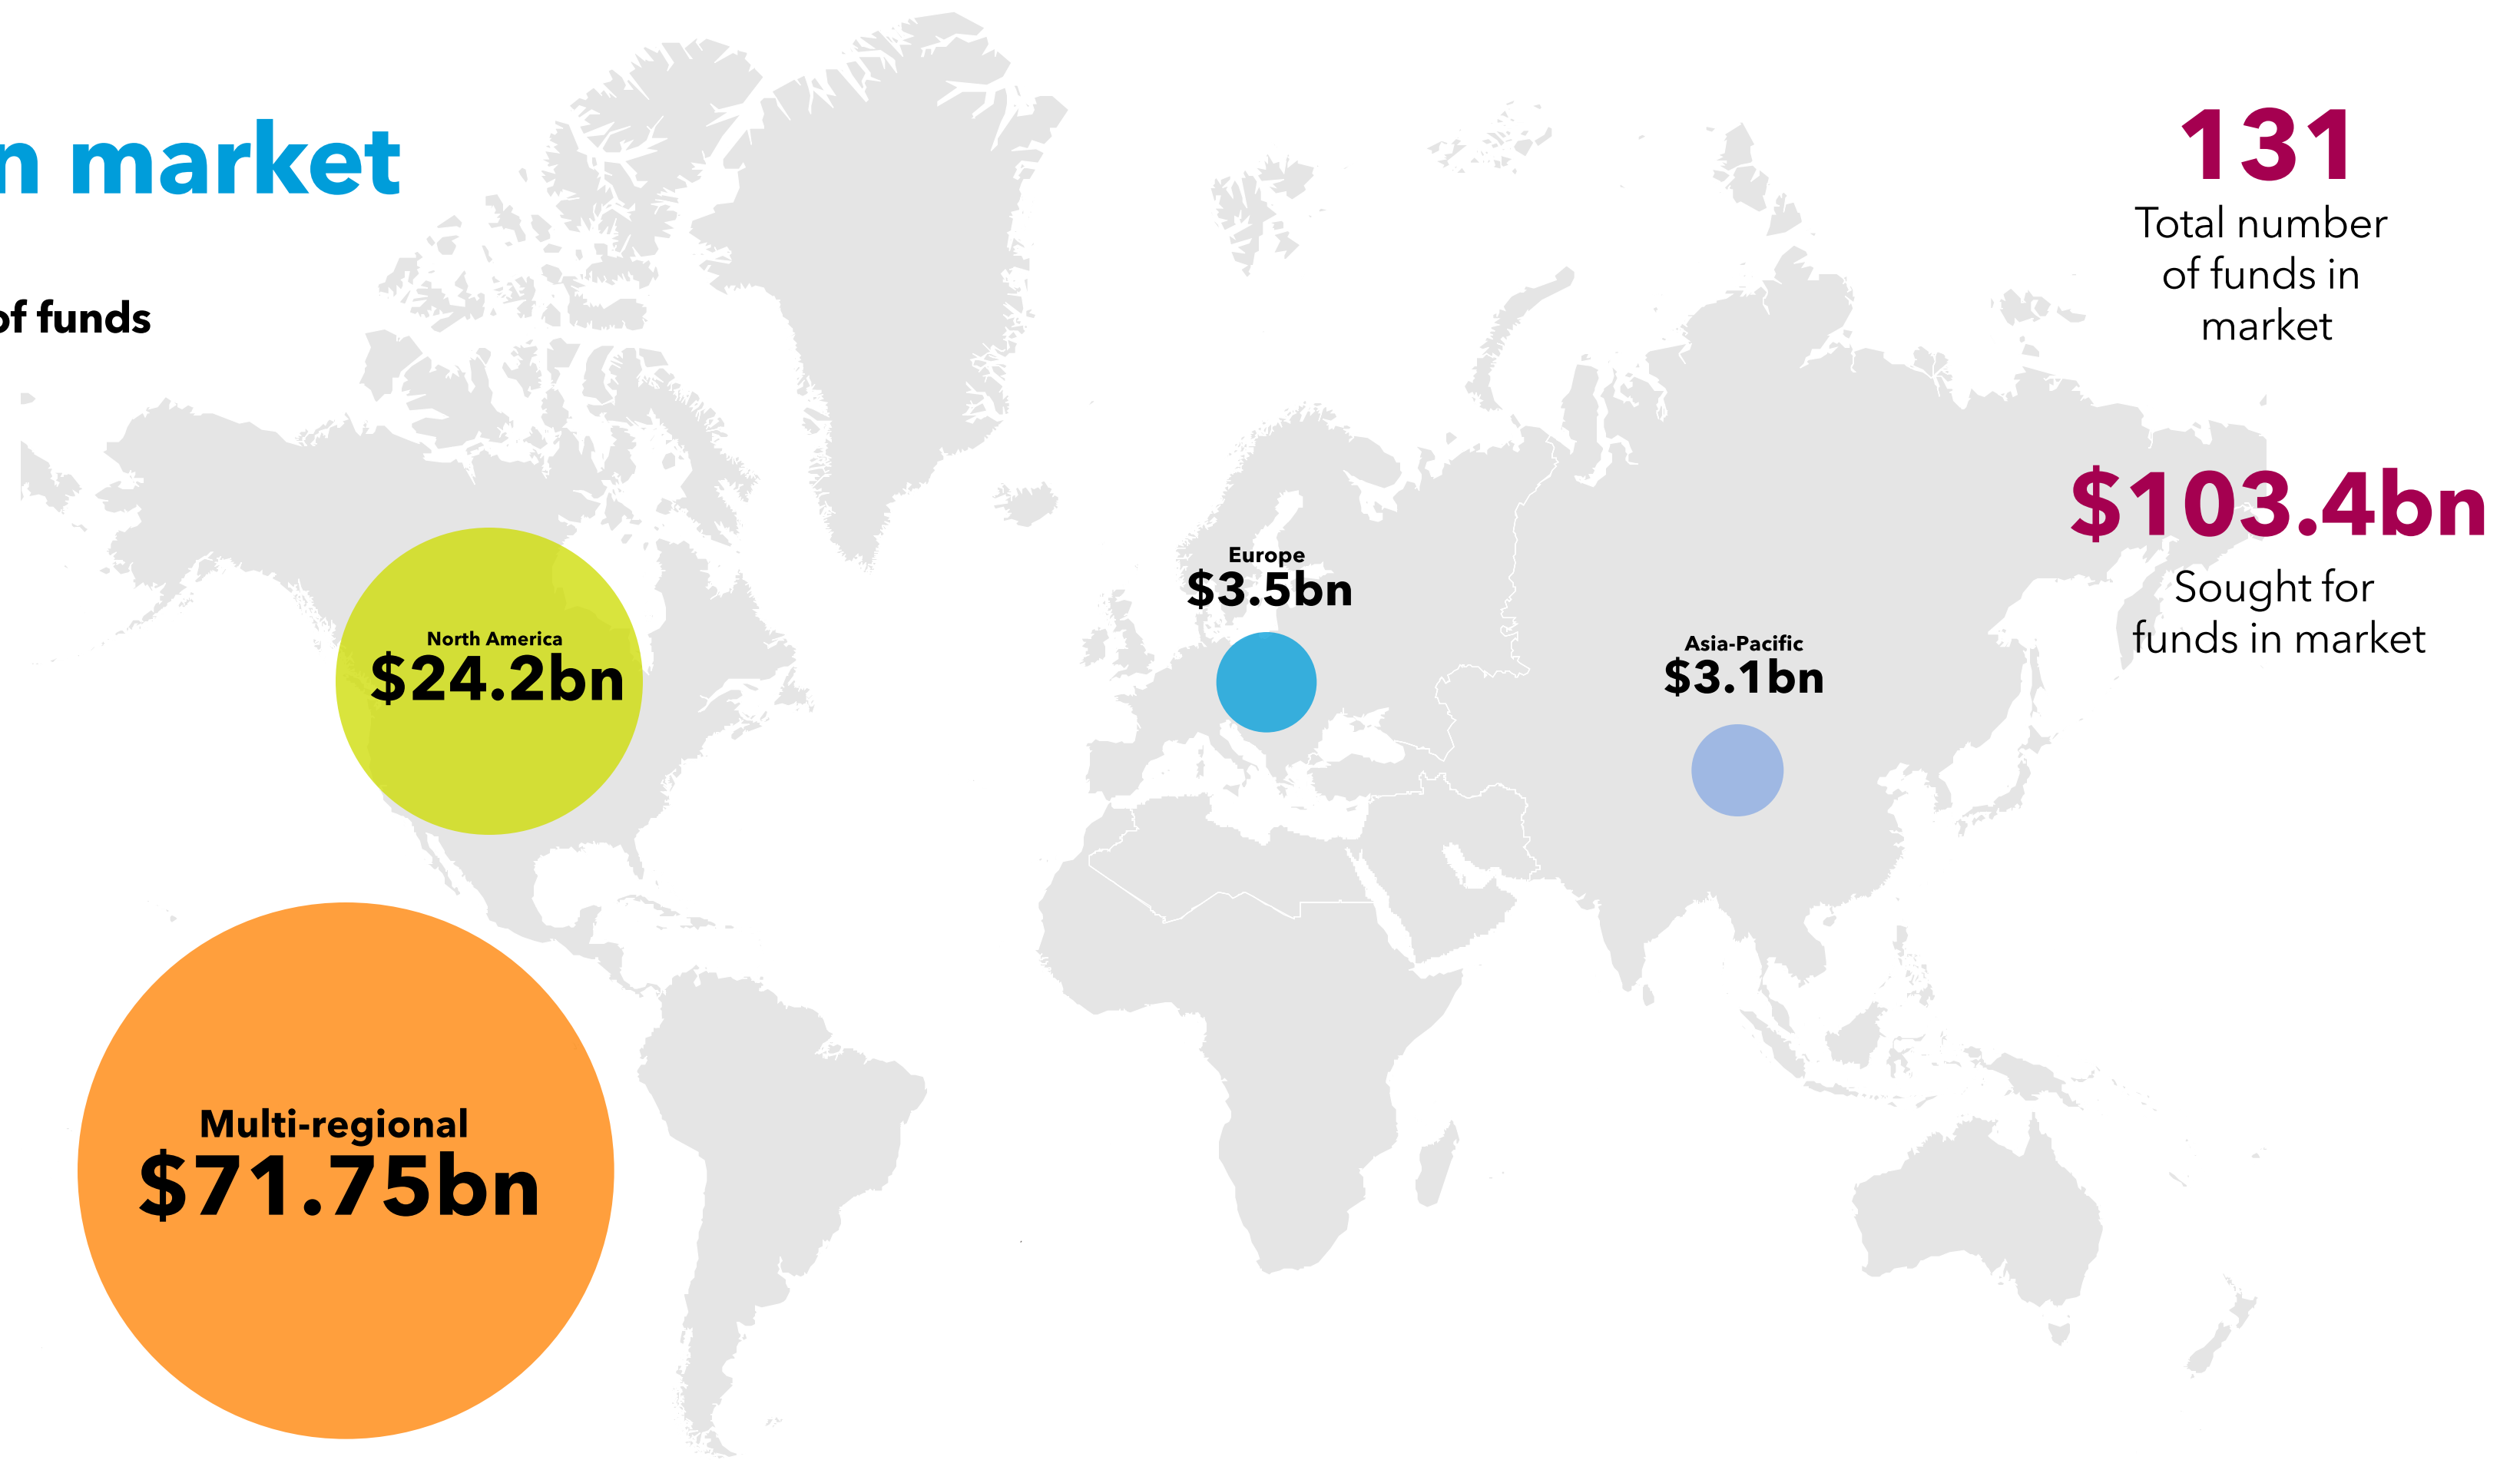 n market
of funds
131
Total number
of funds in
market
$103.4bn
Sought for
funds in market
Europe
$3.5bn
North America
$24.2bn
Asia-Pacific
$3.1bn
Multi-regional
$71.75bn